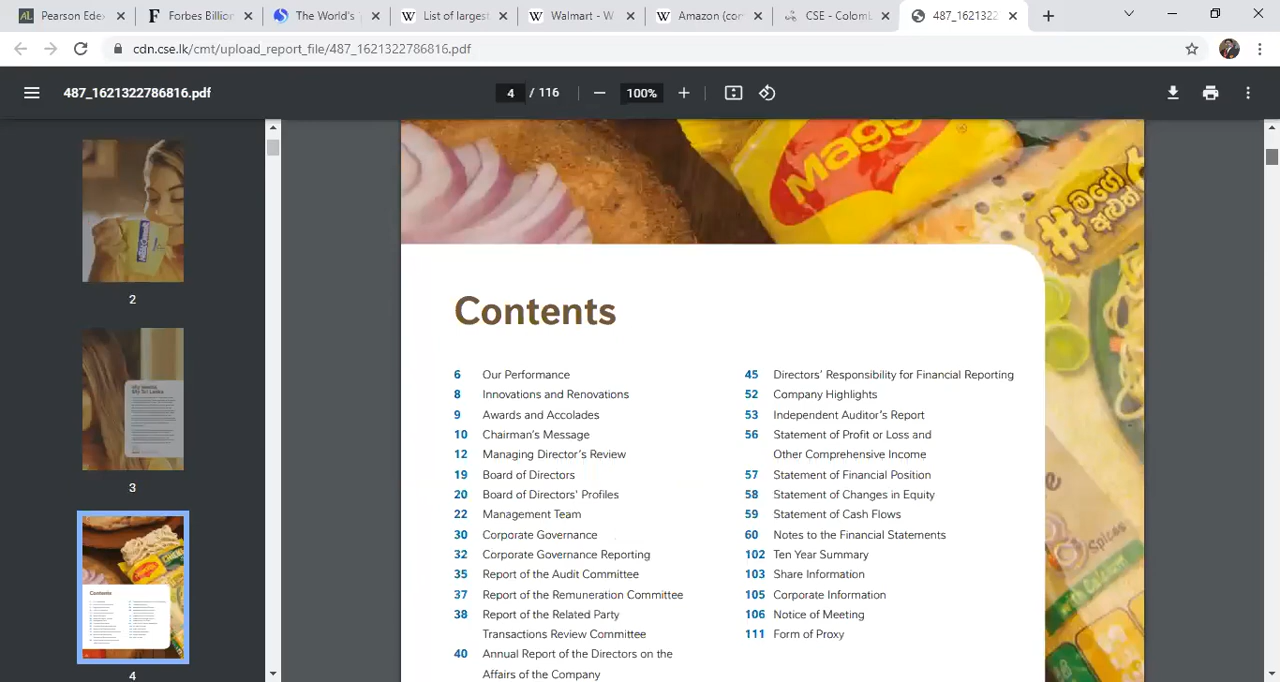 Pearson Edex
Forbes Billion
The World's
List of largest
Walmart - W
Amazon (cor
CSE - Colomb
487_16213227
cdn.cse.lk/cmt/upload_report_file/487_1621322786816.pdf
487_1621322786816.pdf
4 / 116
100%
2
3
4
Maggi
#මගේ
Contents
6 Our Performance
8 Innovations and Renovations
9 Awards and Accolades
10 Chairman's Message
12 Managing Director's Review
19 Board of Directors
20 Board of Directors' Profiles
22 Management Team
30 Corporate Governance
32 Corporate Governance Reporting
35 Report of the Audit Committee
37 Report of the Remuneration Committee
38 Report of the Related Party
Transactions Review Committee
40 Annual Report of the Directors on the
Affairs of the Company
45 Directors' Responsibility for Financial Reporting
52 Company Highlights
53 Independent Auditor's Report
56 Statement of Profit or Loss and
Other Comprehensive Income
57 Statement of Financial Position
58 Statement of Changes in Equity
59 Statement of Cash Flows
60 Notes to the Financial Statements
102 Ten Year Summary
103 Share Information
105 Corporate Information
106 Notice of Meeting
111
Spices